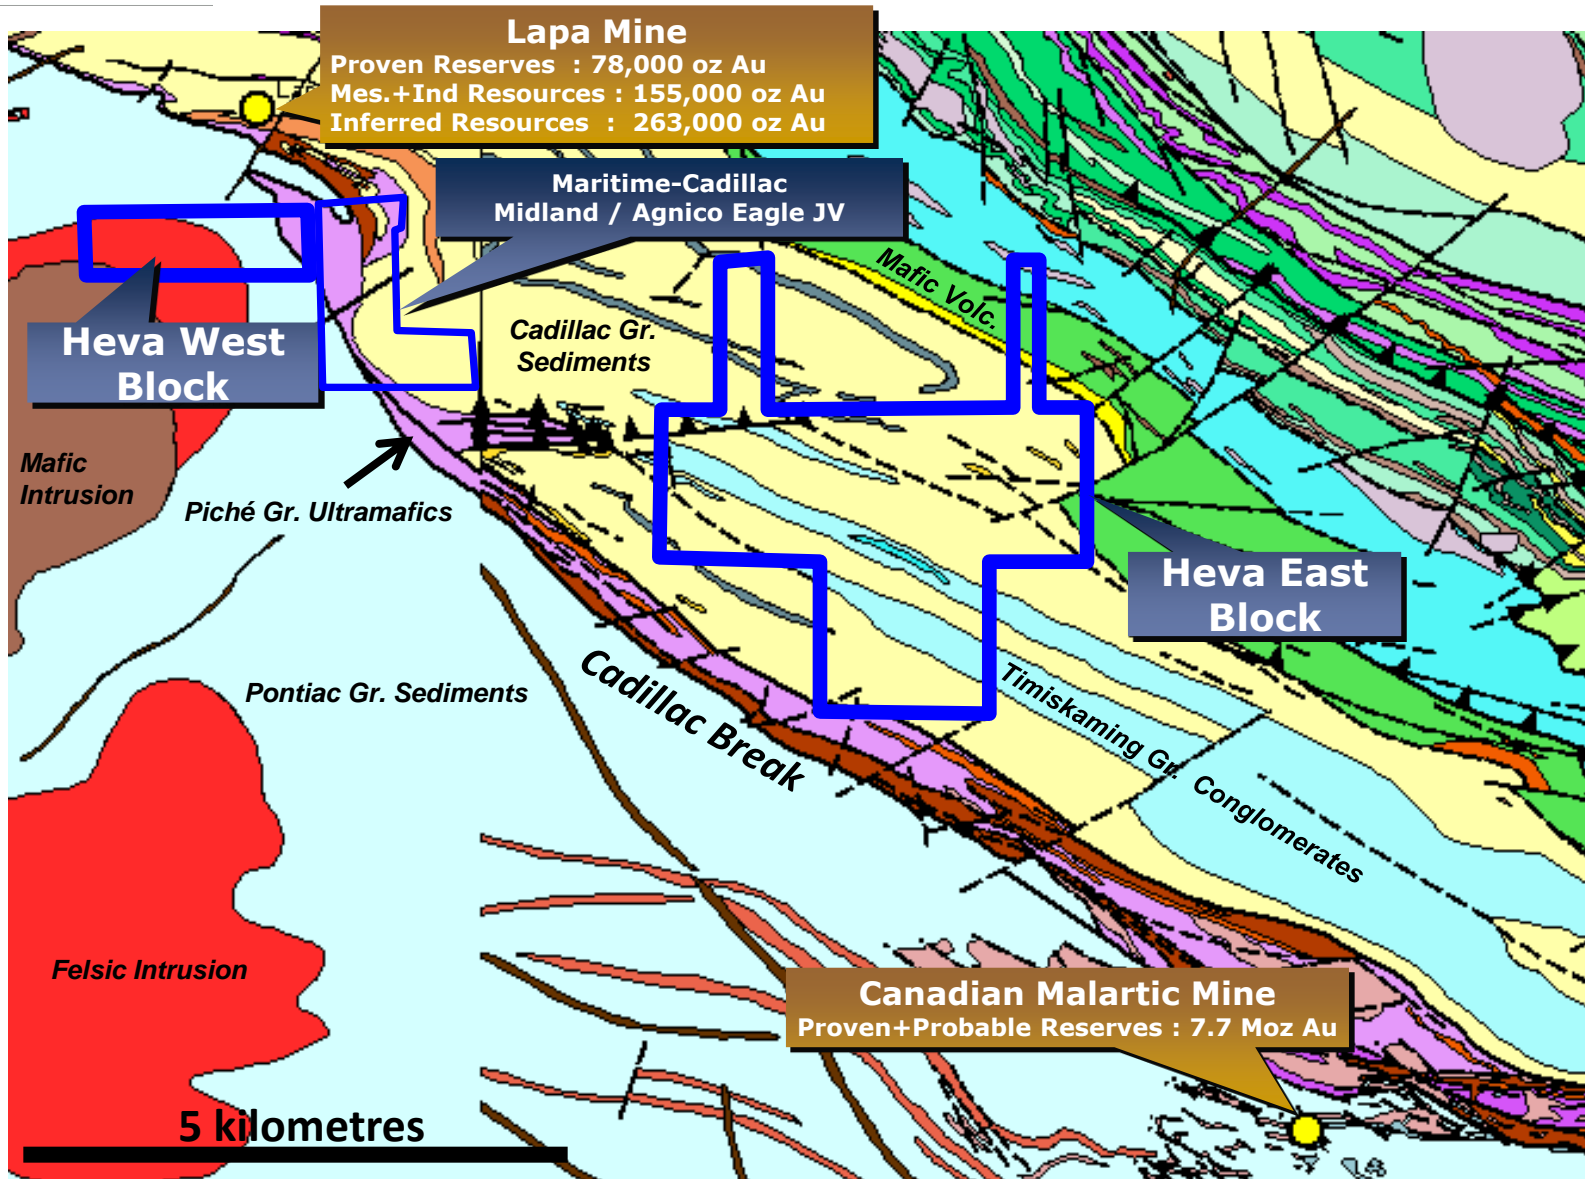 Lapa Mine
Proven Reserves : 78,000 oz Au
Mes.+Ind Resources : 155,000 oz Au
Inferred Resources : 263,000 oz Au
Maritime-Cadillac
Midland / Agnico Eagle JV
Mafic Volc.
Heva West
Block
Cadillac Gr.
Sediments
Mafic
Intrusion
Piché Gr. Ultramafics
Heva East
Block
Pontiac Gr. Sediments
Cadillac Break
Timiskaming Gr. Conglomerates
Felsic Intrusion
Canadian Malartic Mine
Proven+Probable Reserves : 7.7 Moz Au
5 kilometres